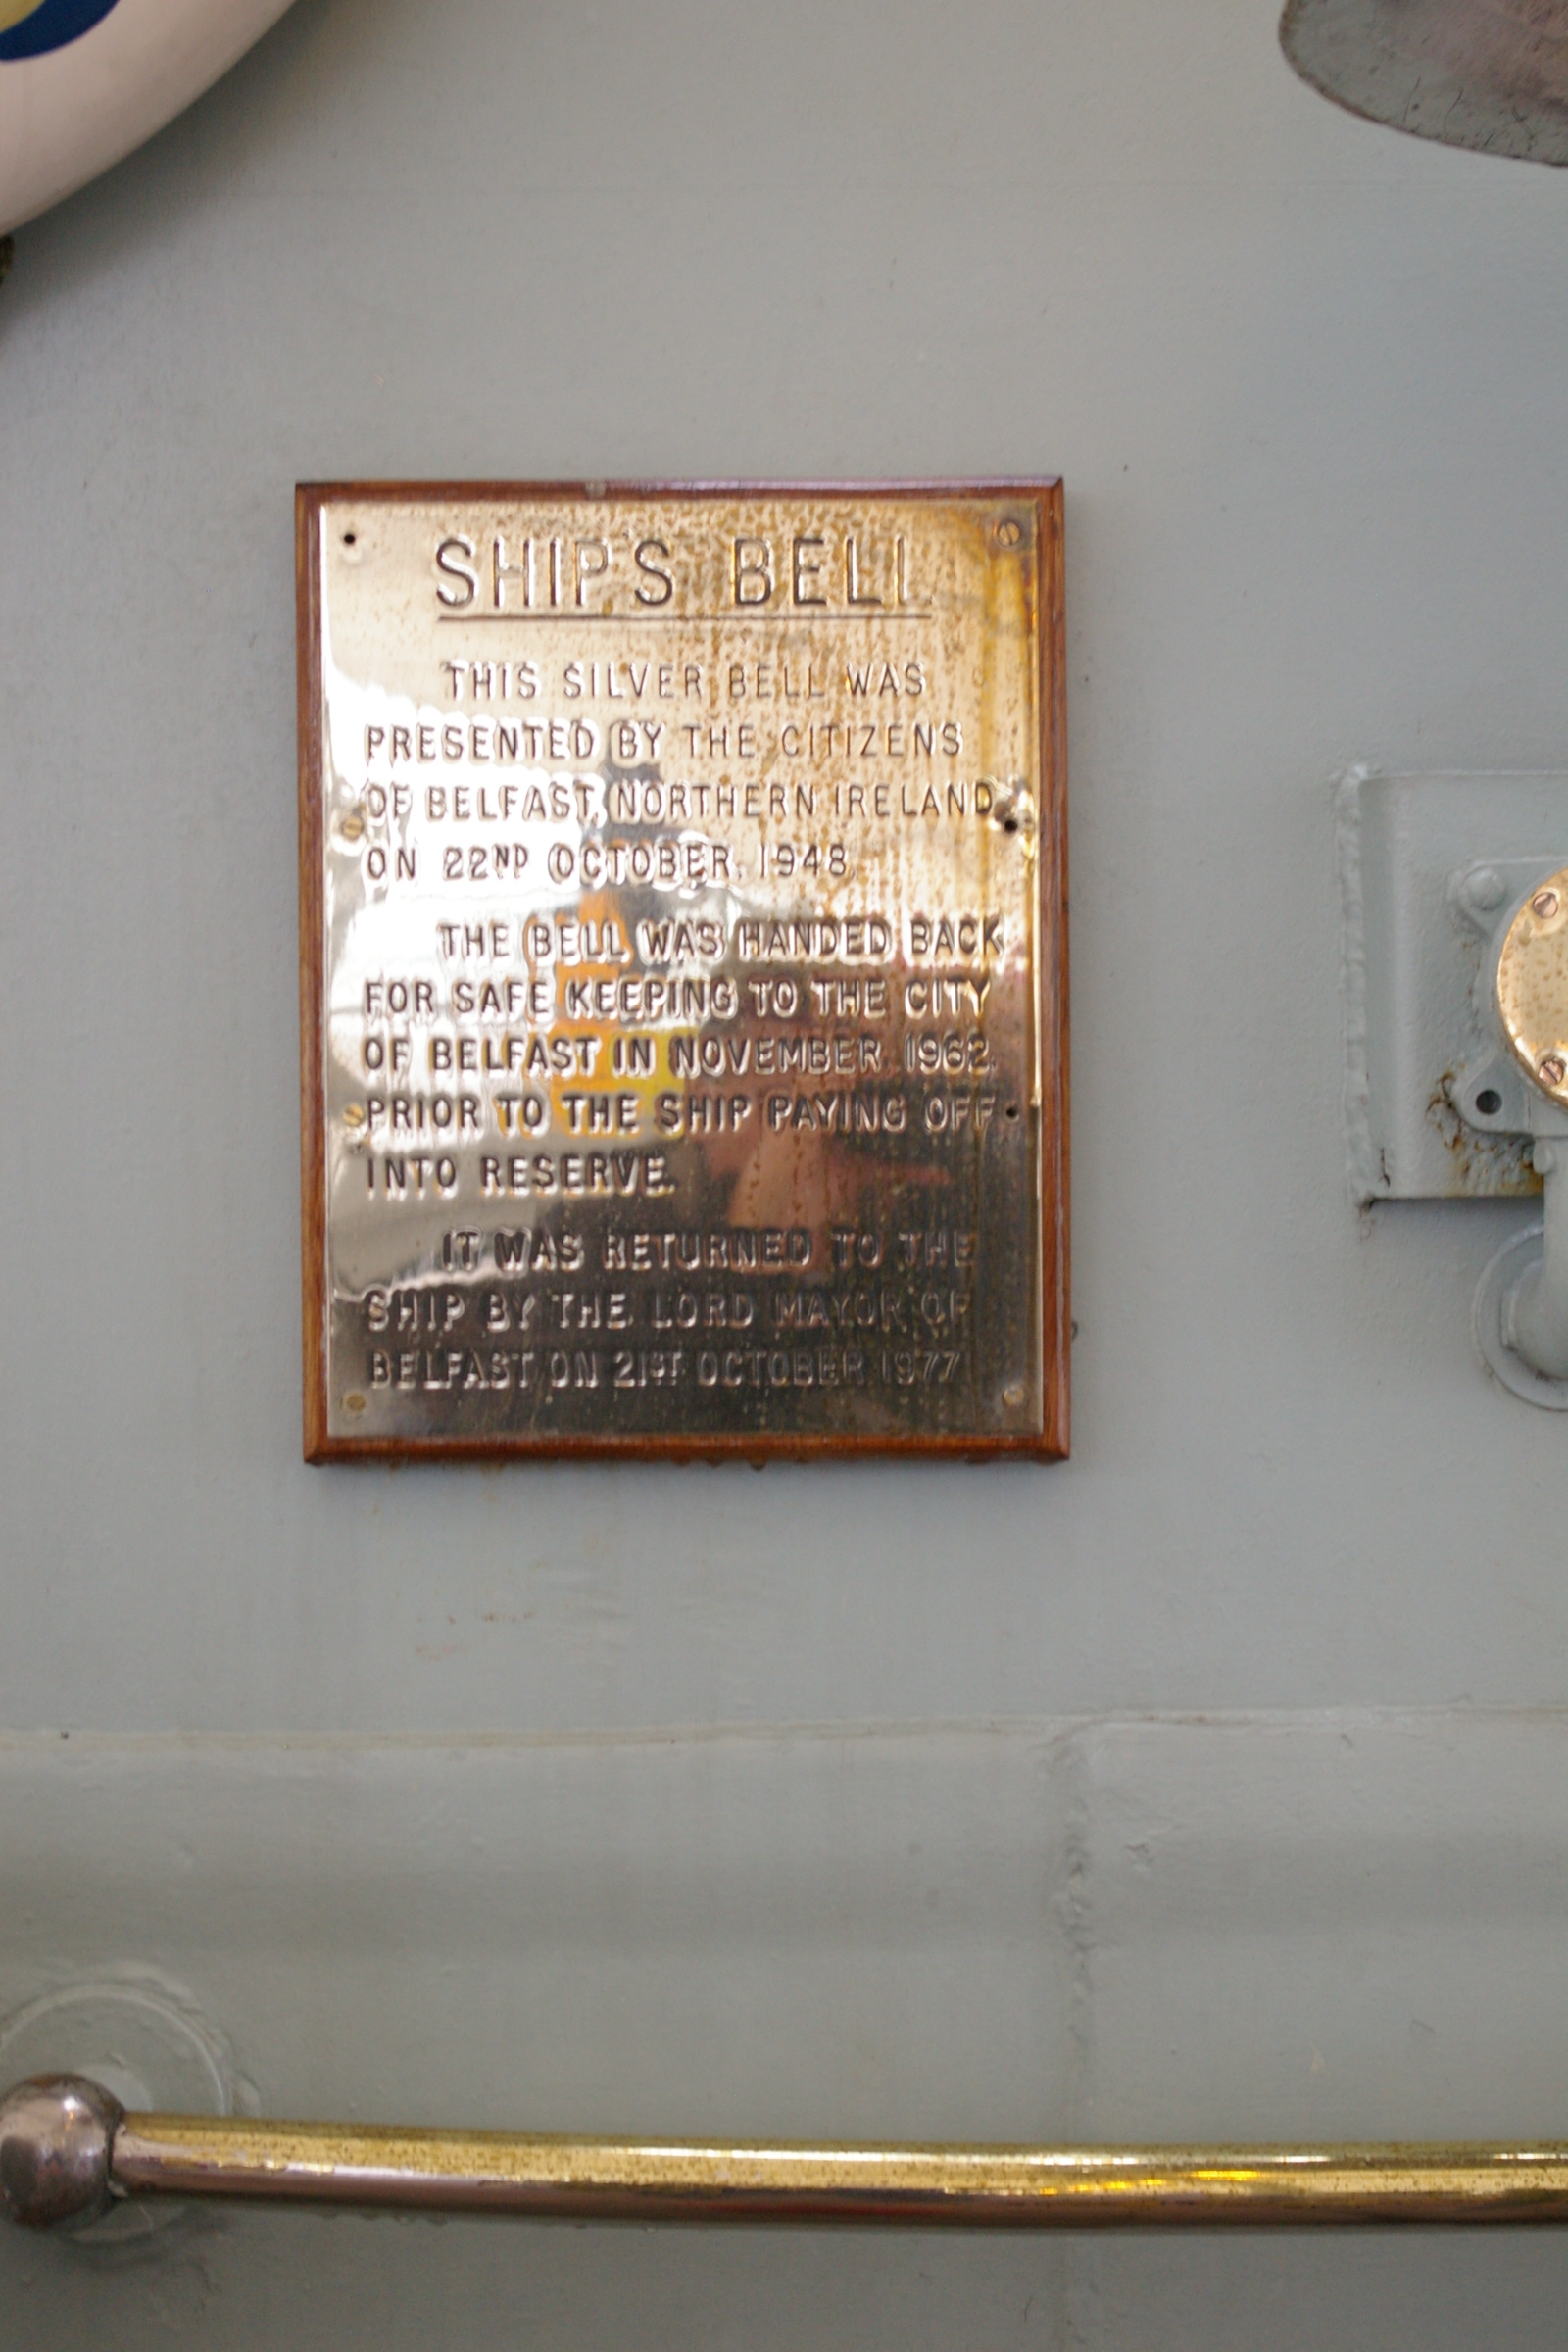 SHIPS BELL
THIS SILVER BELL WAS
PRESENTED BY THE CITIZENS
OF BELFAST, NORTHERN IRELAND,
ON 22ND OCTOBER, 1948.
THE BELL WAS HANDED BACK
FOR SAFE KEEPING TO THE CITY
OF BELFAST IN NOVEMBER, 1962.
PRIOR TO THE SHIP PAYING OFF
INTO RESERVE.
IT WAS RETURNED TO THE
SHIP BY THE LORD MAYOR OF
BELFAST ON 21ST OCTOBER 1977